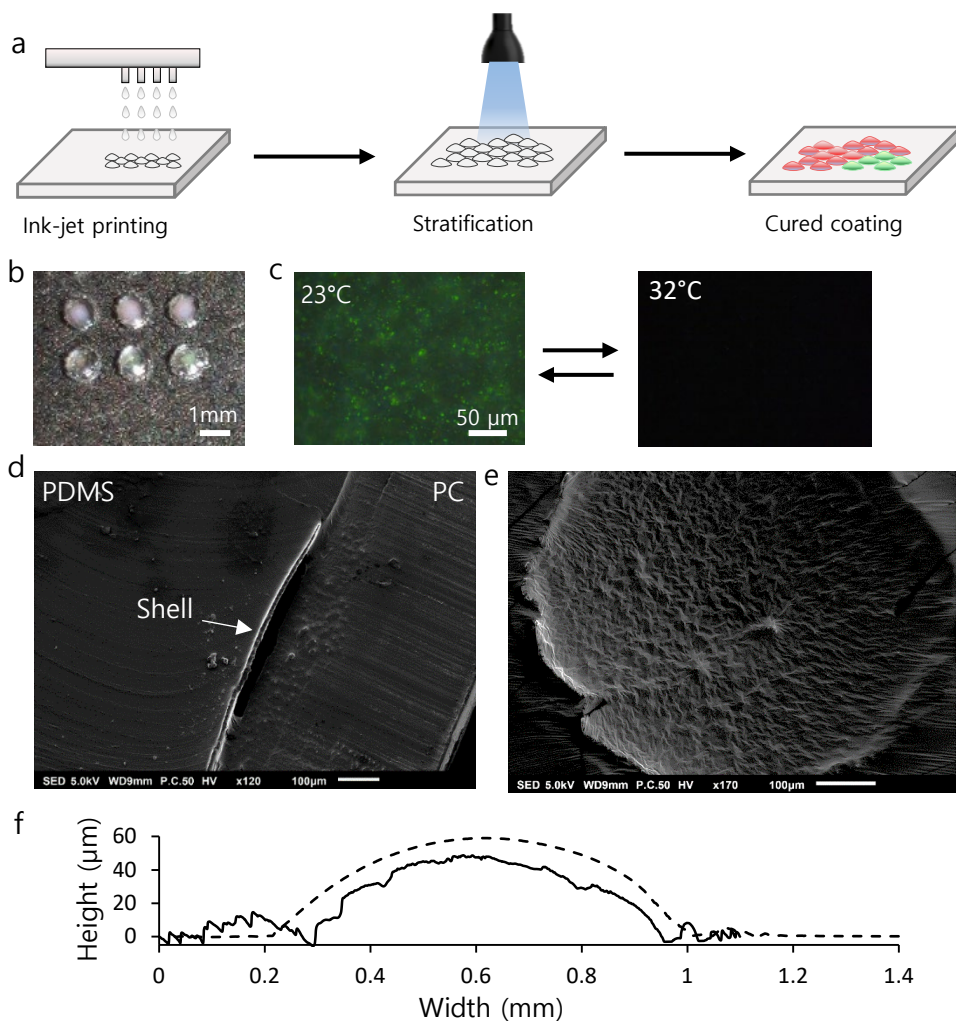 a
Ink-jet printing
Stratification
Cured coating
b
1mm
c
23°C
50 µm
32°C
d
PDMS
PC
Shell
SED 5.0kV WD9mm P.C.50 HV x120 100µm
e
SED 5.0kV WD9mm P.C.50 HV x170 100µm
f
Height (µm)
60
40
20
0
0 0.2 0.4 0.6 0.8 1 1.2 1.4
Width (mm)